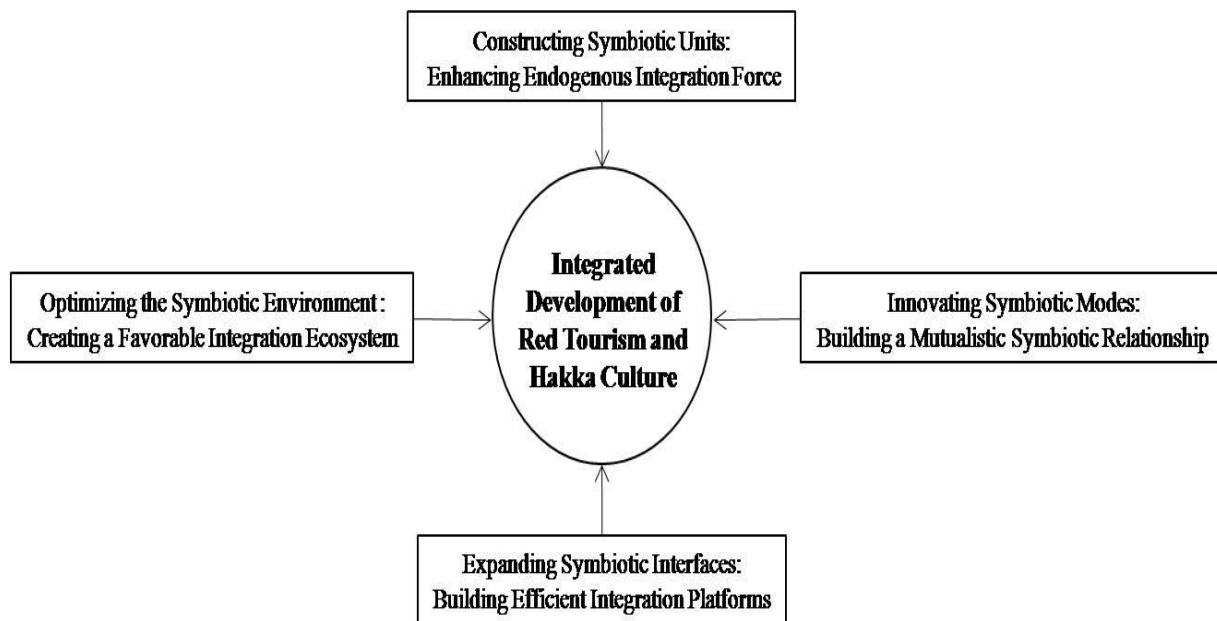 Constructing Symbiotic Units:
Enhancing Endogenous Integration Force
Optimizing the Symbiotic Environment :
Creating a Favorable Integration Ecosystem
Integrated
Development of
Red Tourism and
Hakka Culture
Innovating Symbiotic Modes:
Building a Mutualistic Symbiotic Relationship
Expanding Symbiotic Interfaces:
Building Efficient Integration Platforms